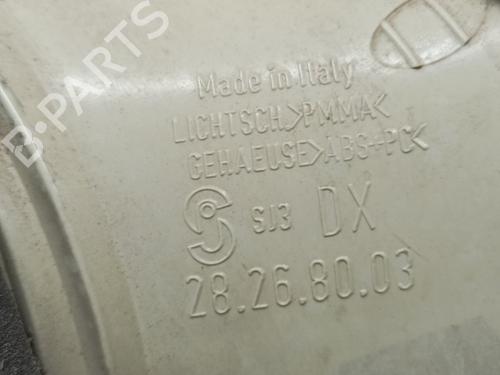 B-PARTS
Made in Italy
LICHTSCH.>PMMA<
GEHAEUSE>ABS+PC<
SJ3 DX
28.26.80.03